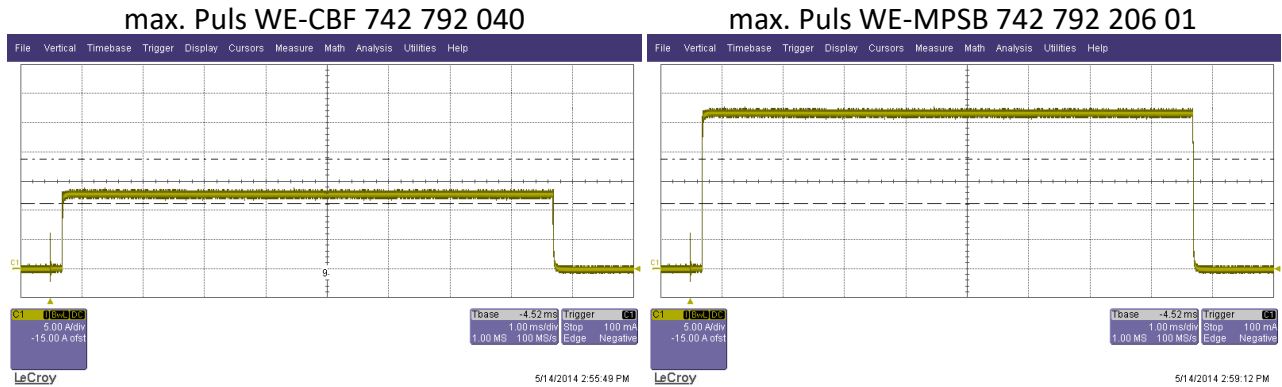 max. Puls WE-CBF 742 792 040
File Vertical Timebase Trigger Display Cursors Measure Math Analysis Utilities Help
C1
9
C1 BwL DC
5.00 A/div
-15.00 A ofst
Tbase -4.52 ms
1.00 ms/div
1.00 MS 100 MS/s
Trigger C1
Stop 100 mA
Edge Negative
LeCroy
5/14/2014 2:55:49 PM
max. Puls WE-MPSB 742 792 206 01
File Vertical Timebase Trigger Display Cursors Measure Math Analysis Utilities Help
C1
C1 BwL DC
5.00 A/div
-15.00 A ofst
Tbase -4.52 ms
1.00 ms/div
1.00 MS 100 MS/s
Trigger C1
Stop 100 mA
Edge Negative
LeCroy
5/14/2014 2:59:12 PM